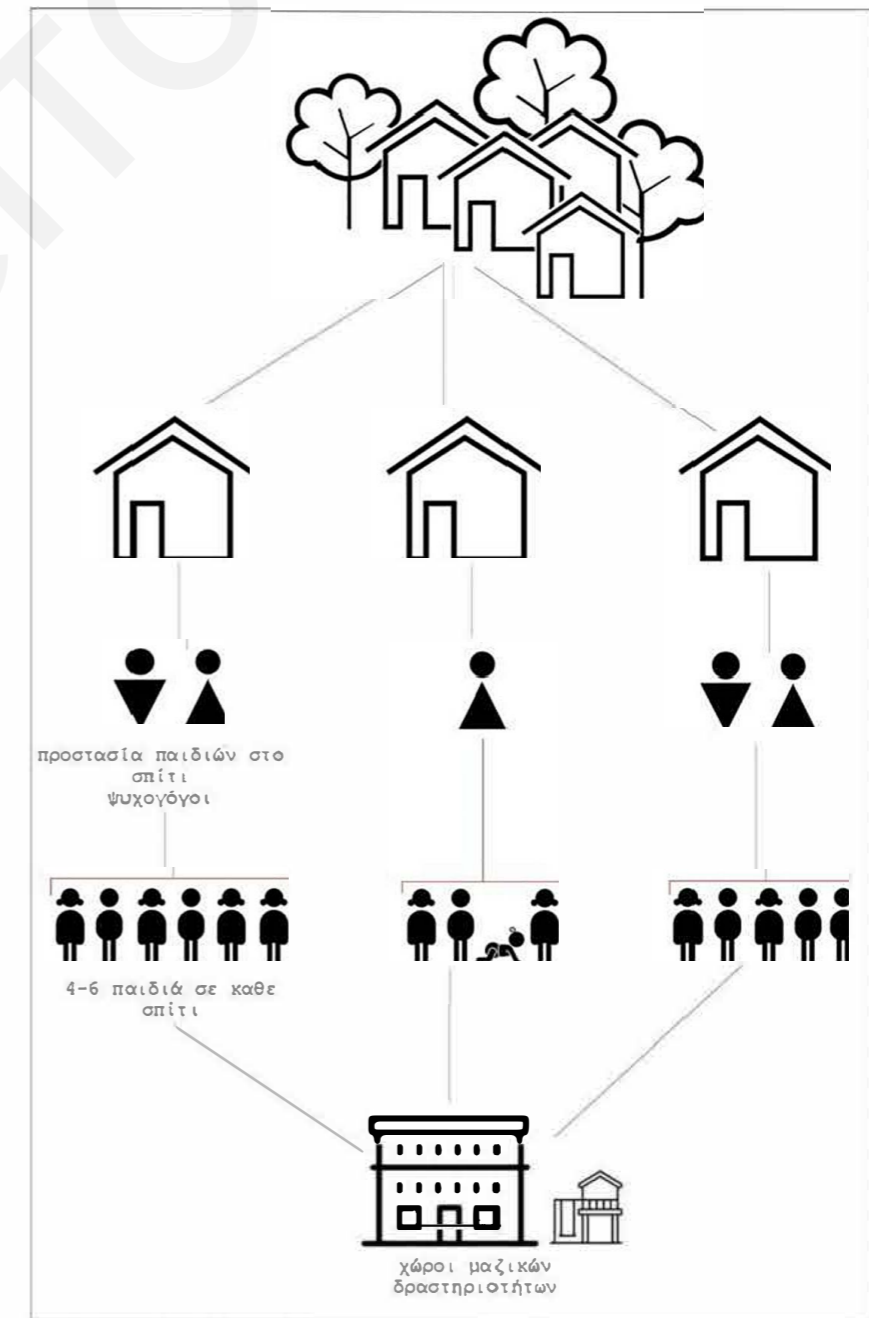 προστασία παιδιών στο
σπίτι
ψυχογόγοι
4-6 παιδιά σε καθε
σπίτι
χώροι μαζικών
δραστηριοτήτων